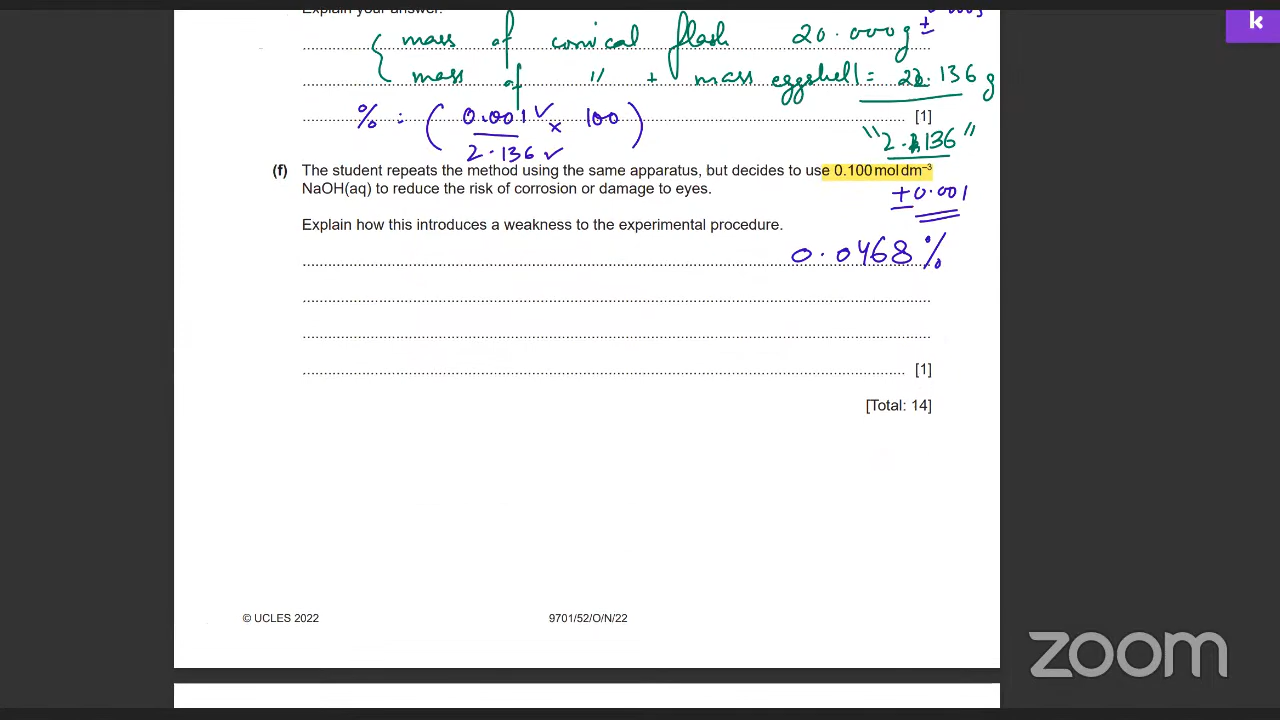 Explain your answer.
{ mass of conical flash 20.000g ±
mass of " + mass eggshell = 22.136 g
% : ( 0.001 ✓ × 100 )
[1]
2.136 ✓
"2.136"
(f) The student repeats the method using the same apparatus, but decides to use 0.100 mol dm⁻³
NaOH(aq) to reduce the risk of corrosion or damage to eyes.
±0.001
Explain how this introduces a weakness to the experimental procedure.
0.0468 %
[1]
[Total: 14]
© UCLES 2022 9701/52/O/N/22
zoom
k